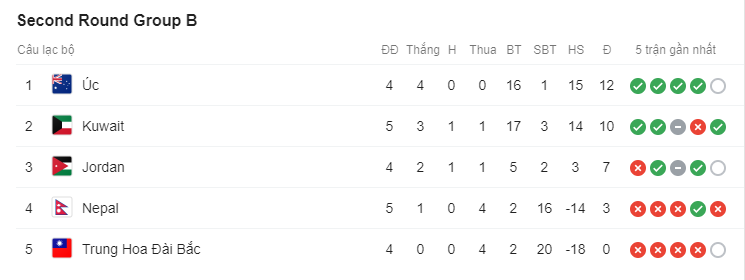 Second Round Group B
Câu lạc bộ ĐĐ Thắng H Thua BT SBT HS Đ 5 trận gần nhất
1 Úc 4 4 0 0 16 1 15 12
2 Kuwait 5 3 1 1 17 3 14 10
3 Jordan 4 2 1 1 5 2 3 7
4 Nepal 5 1 0 4 2 16 -14 3
5 Trung Hoa Đài Bắc 4 0 0 4 2 20 -18 0